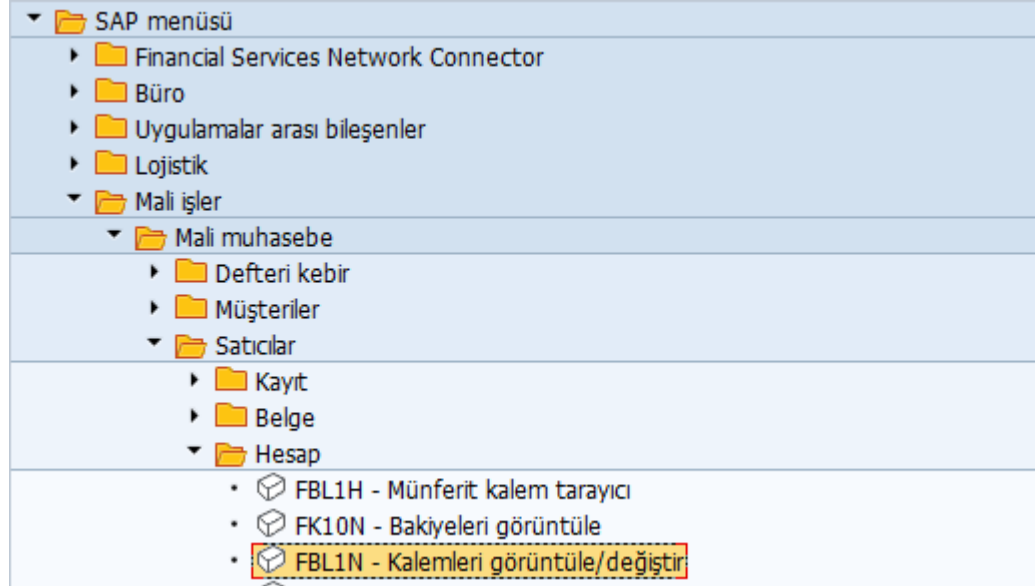 SAP menüsü
Financial Services Network Connector
Büro
Uygulamalar arası bileşenler
Lojistik
Mali işler
Mali muhasebe
Defteri kebir
Müşteriler
Satıcılar
Kayıt
Belge
Hesap
FBL1H - Münferit kalem tarayıcı
FK10N - Bakiyeleri görüntüle
FBL1N - Kalemleri görüntüle/değiştir